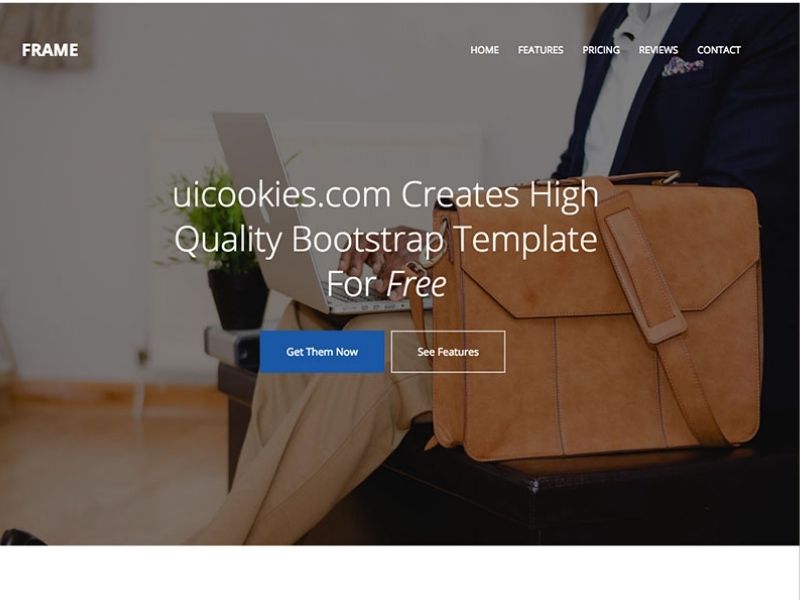 FRAME
HOME FEATURES PRICING REVIEWS CONTACT
uicookies.com Creates High
Quality Bootstrap Template
For Free
Get Them Now
See Features